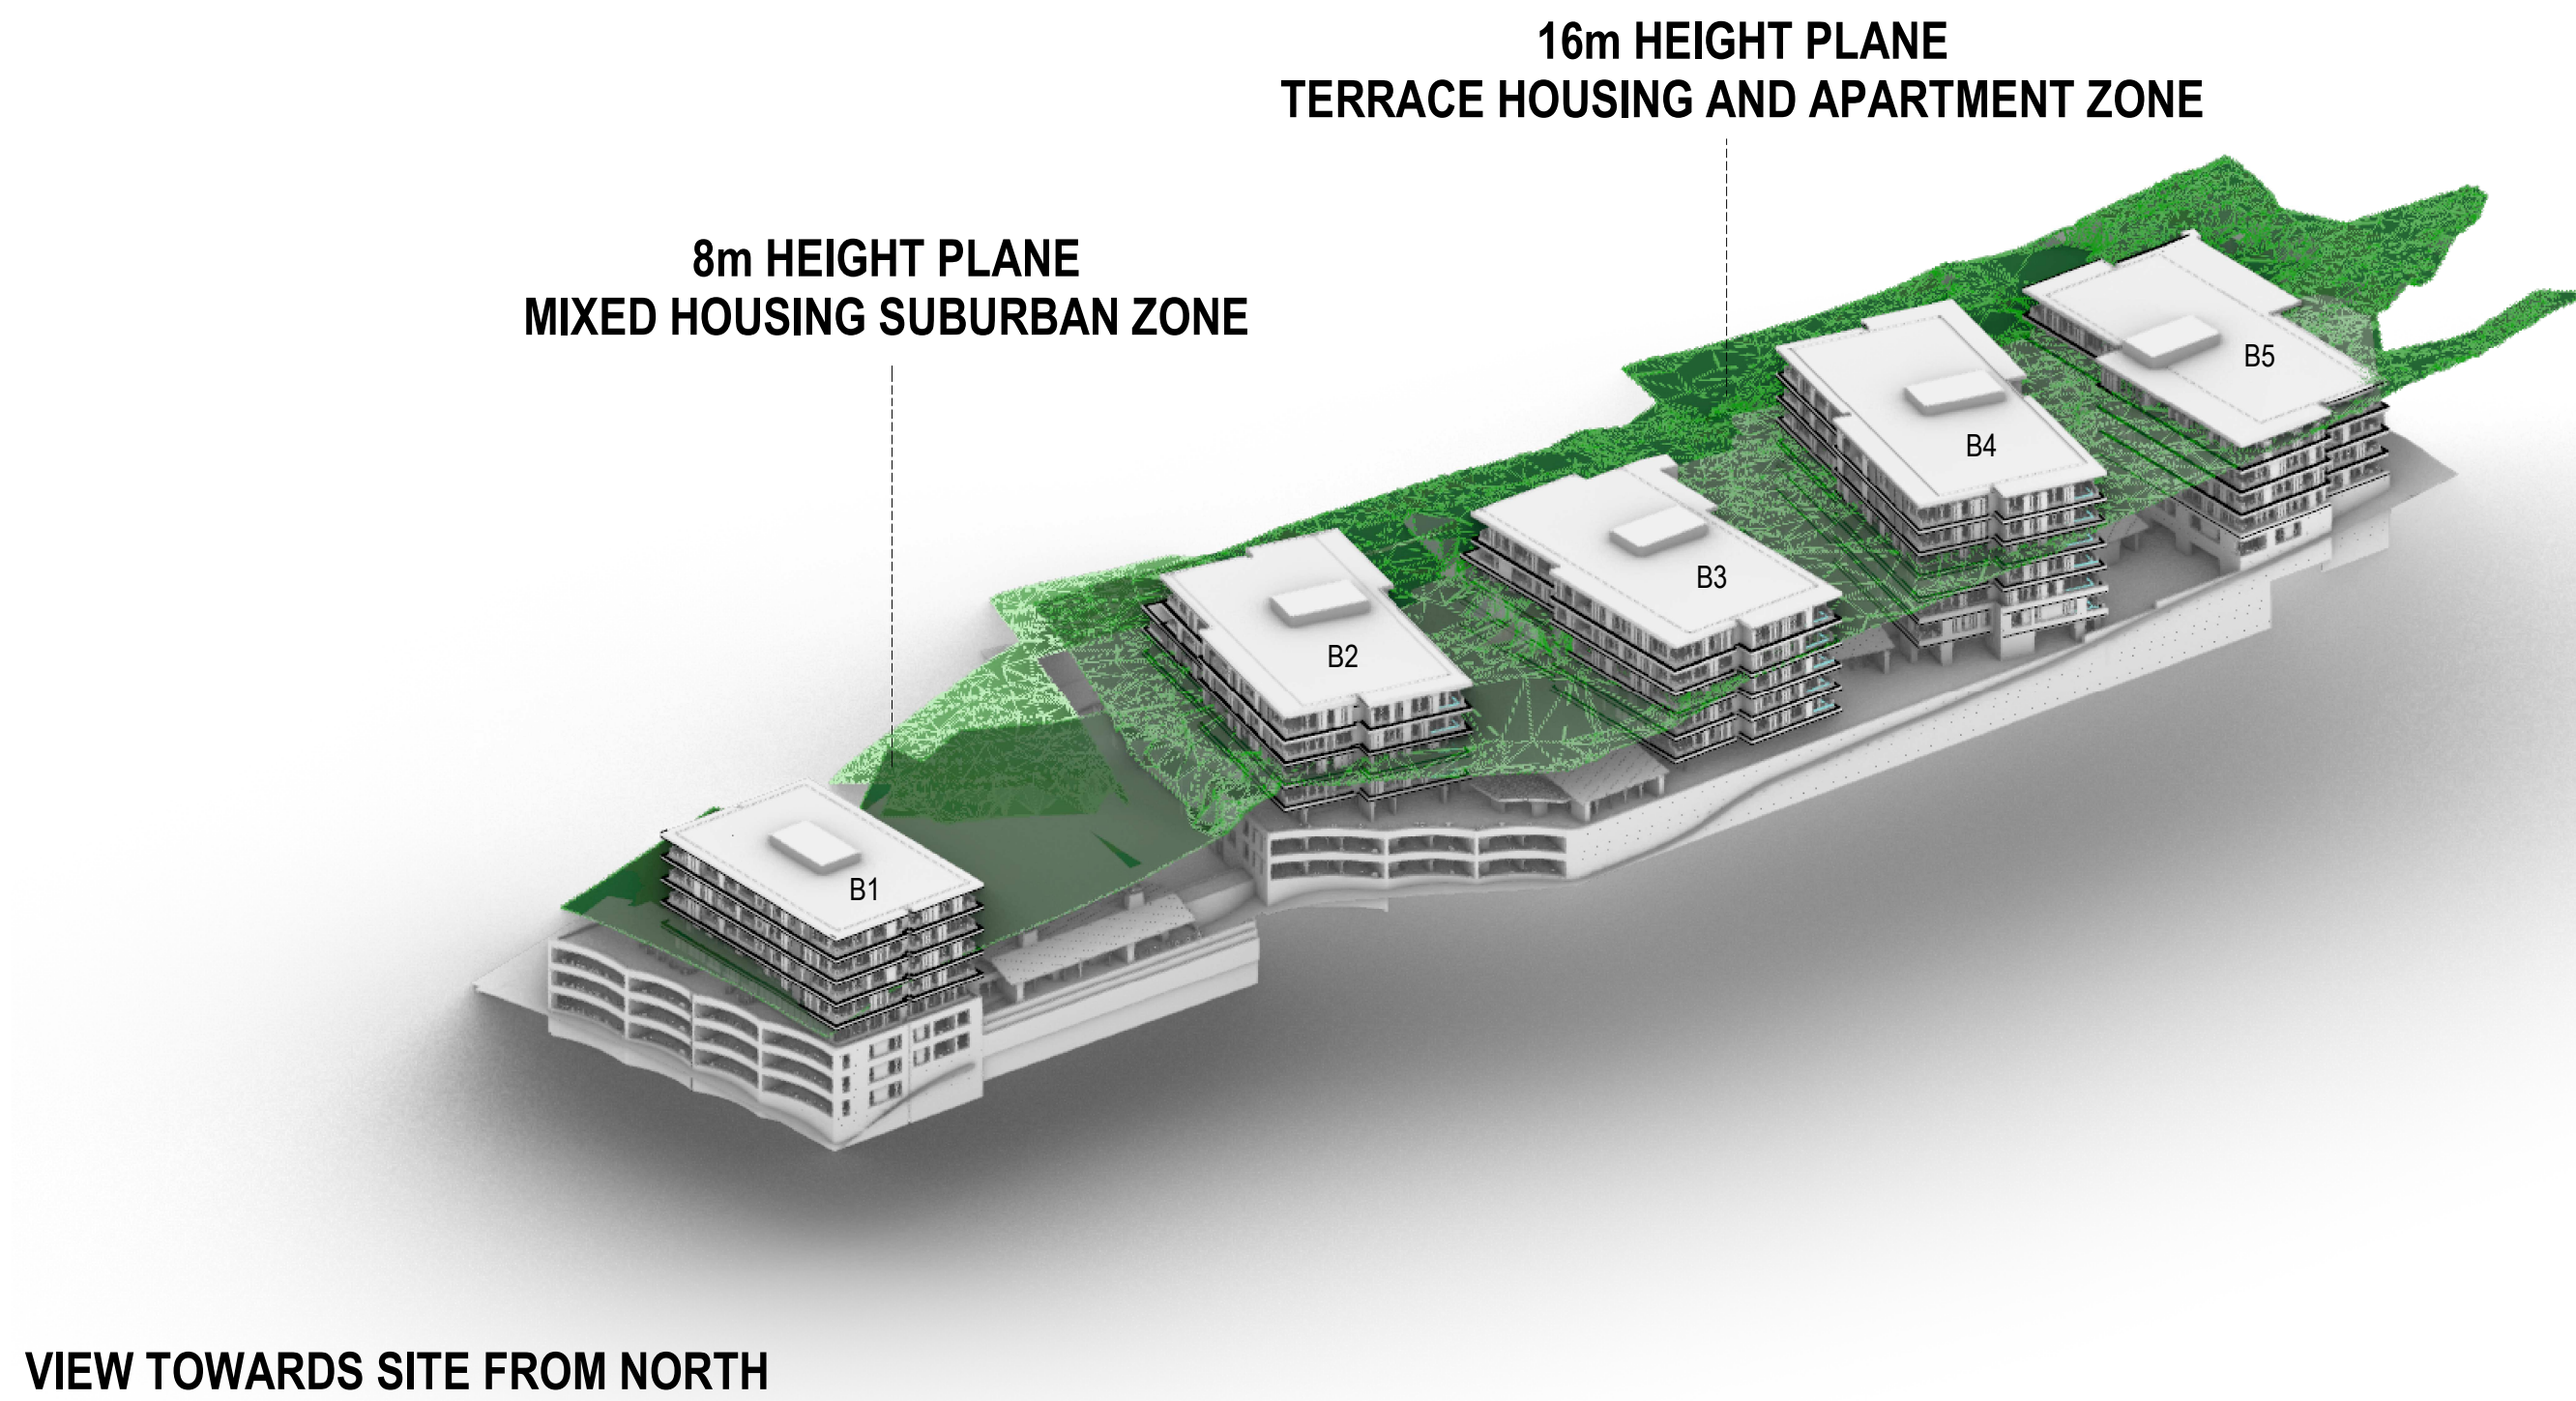 16m HEIGHT PLANE
TERRACE HOUSING AND APARTMENT ZONE
8m HEIGHT PLANE
MIXED HOUSING SUBURBAN ZONE
B5
B4
B3
B2
B1
VIEW TOWARDS SITE FROM NORTH